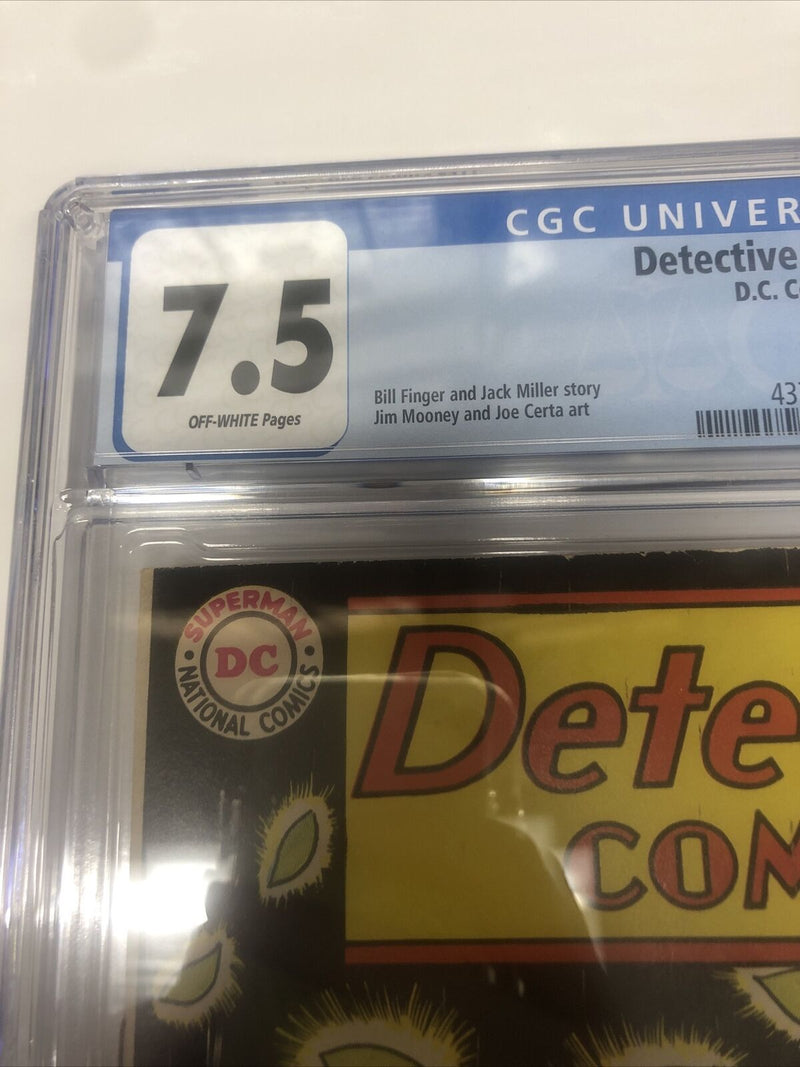 CGC UNIVER
Detective
D.C. C
7.5
OFF-WHITE Pages
Bill Finger and Jack Miller story
Jim Mooney and Joe Certa art
43
SUPERMAN
DC
NATIONAL COMICS
Dete
COM